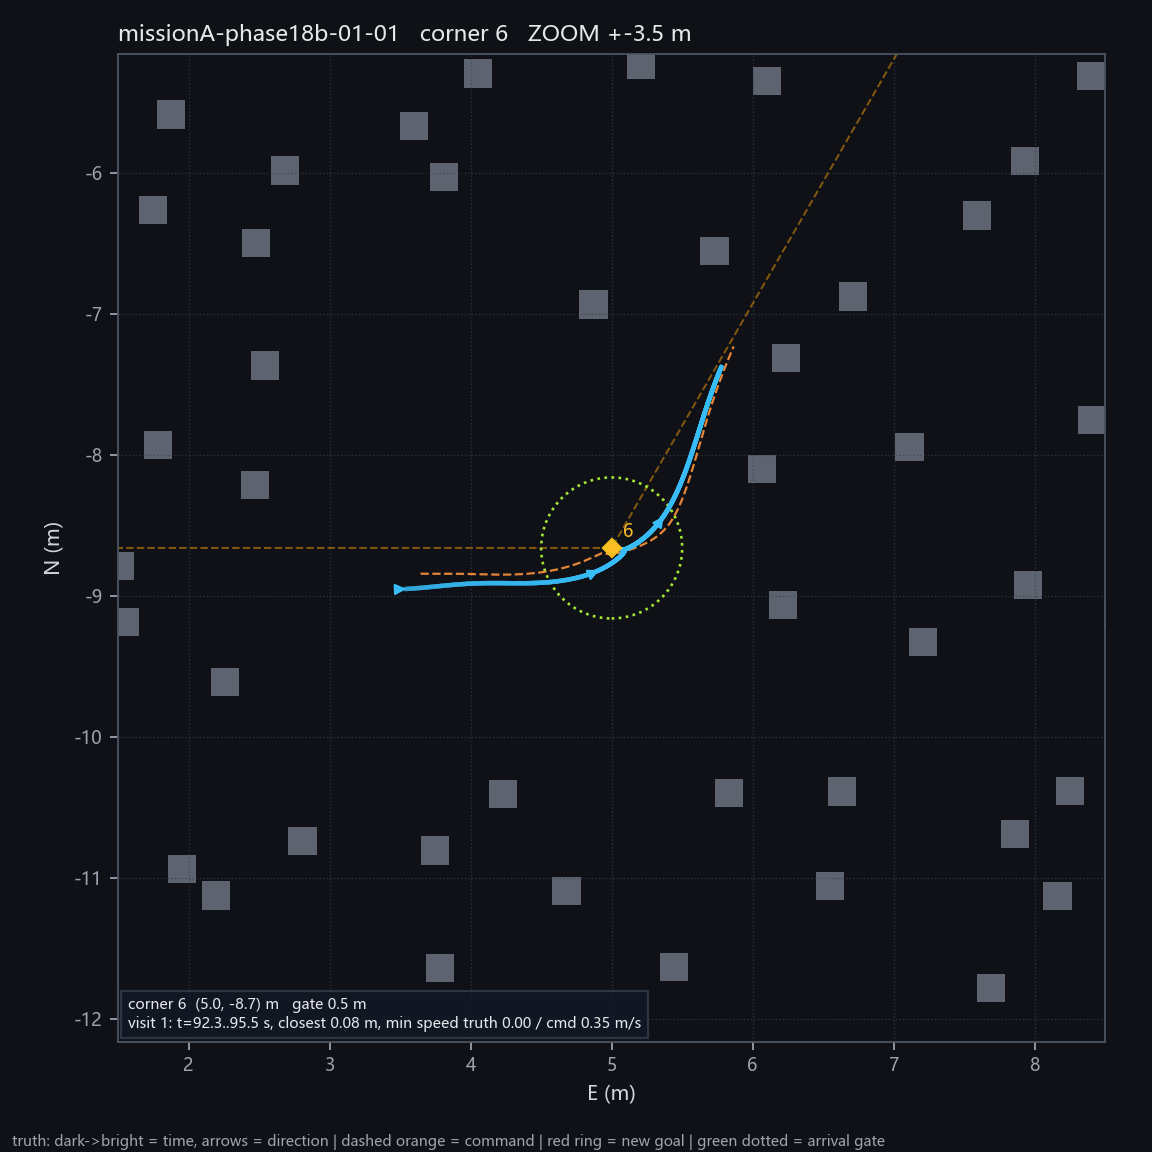 missionA-phase18b-01-01   corner 6   ZOOM +-3.5 m
-6
-7
-8
-9
-10
-11
-12
N (m)
6
corner 6  (5.0, -8.7) m   gate 0.5 m
visit 1: t=92.3..95.5 s, closest 0.08 m, min speed truth 0.00 / cmd 0.35 m/s
2 3 4 5 6 7 8
E (m)
truth: dark->bright = time, arrows = direction | dashed orange = command | red ring = new goal | green dotted = arrival gate